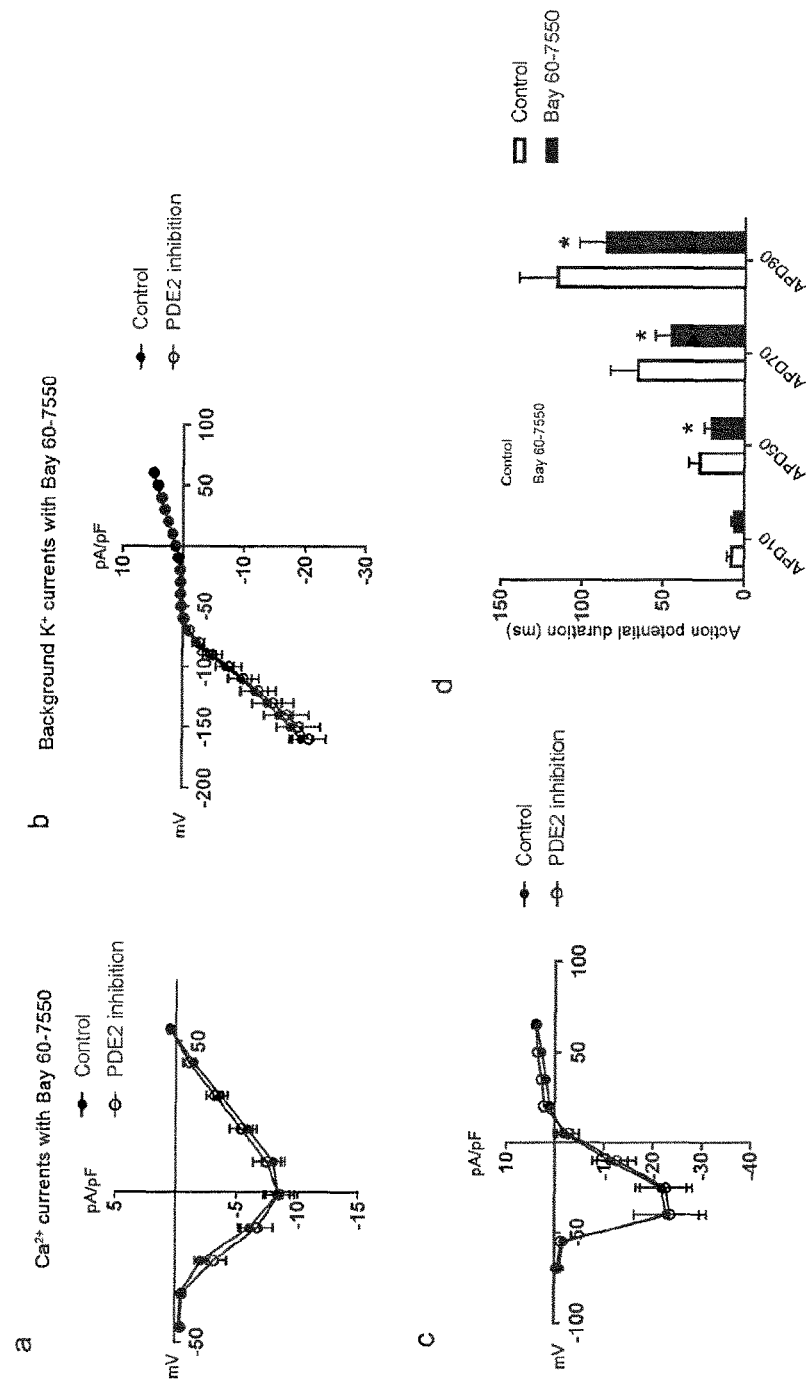 a
Ca²⁺ currents with Bay 60-7550
Control
PDE2 inhibition
pA/pF
5
mV
-50
50
-5
-10
-15
b
Background K⁺ currents with Bay 60-7550
Control
PDE2 inhibition
pA/pF
10
mV
-200
-150
-100
-50
50
100
-10
-20
-30
c
Control
PDE2 inhibition
pA/pF
10
mV
-100
-50
50
100
-10
-20
-30
-40
d
Control
Bay 60-7550
Control
Bay 60-7550
Action potential duration (ms)
150
100
50
0
*
*
*
APD10
APD50
APD70
APD90